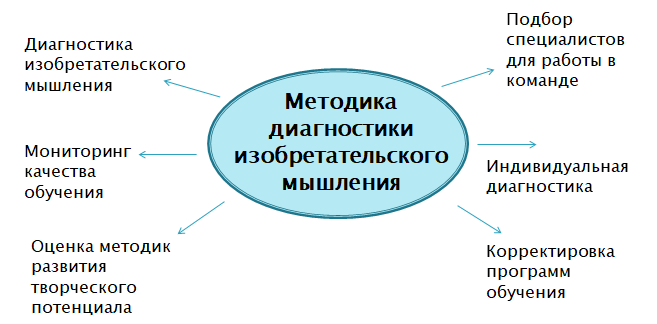 Диагностика
изобретательского
мышления
Мониторинг
качества
обучения
Оценка методик
развития
творческого
потенциала
Методика
диагностики
изобретательского
мышления
Подбор
специалистов
для работы в
команде
Индивидуальная
диагностика
Корректировка
программ
обучения